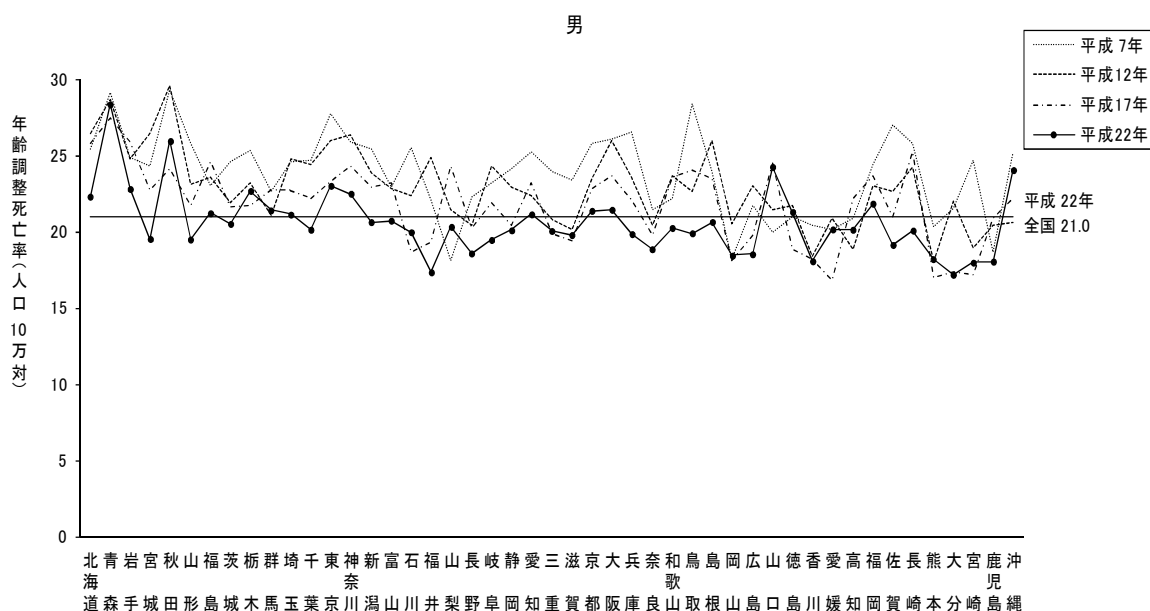 男
平成 7年
平成12年
平成17年
平成22年
年齢調整死亡率（人口10万対）
30
25
20
15
10
5
0
平成 22年
全国 21.0
北海道
青森
岩手
宮城
秋田
山形
福島
茨城
栃木
群馬
埼玉
千葉
東京
神奈川
新潟
富山
石川
福井
山梨
長野
岐阜
静岡
愛知
三重
滋賀
京都
大阪
兵庫
奈良
和歌山
鳥取
島根
岡山
広島
山口
徳島
香川
愛媛
高知
福岡
佐賀
長崎
熊本
大分
宮崎
鹿児島
沖縄